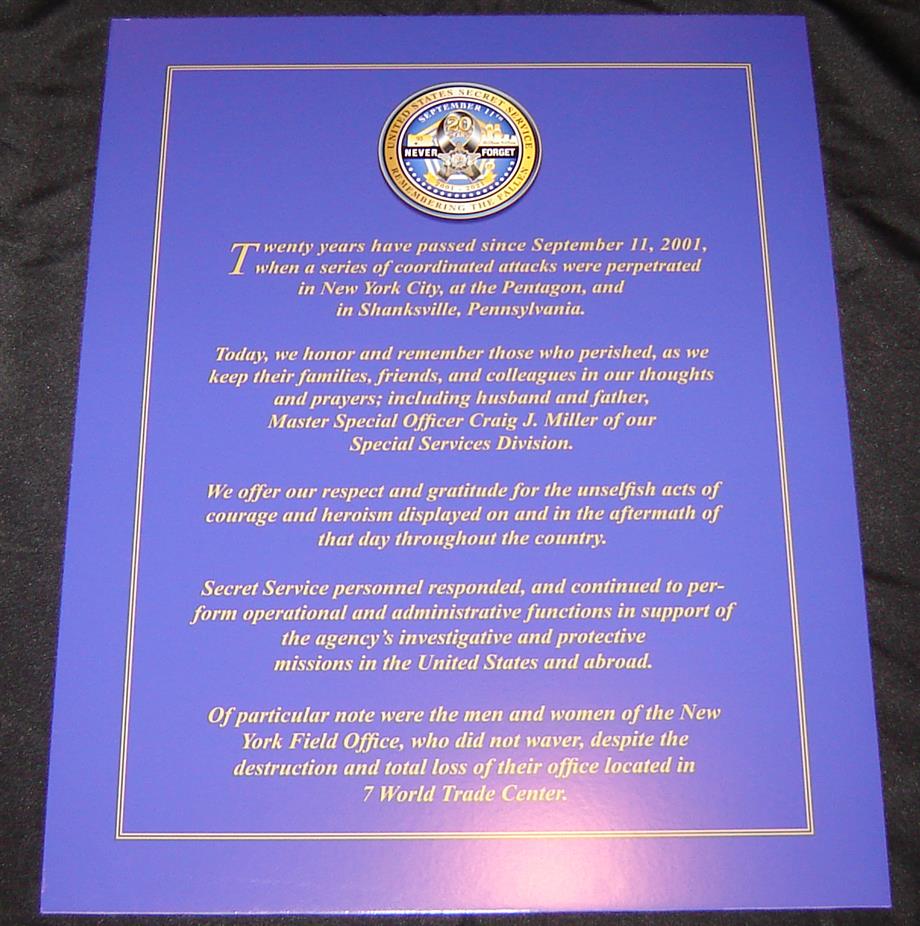 UNITED STATES SECRET SERVICE
SEPTEMBER 11TH
20
NEVER FORGET
2001 - 2021
REMEMBERING THE FALLEN
Twenty years have passed since September 11, 2001,
when a series of coordinated attacks were perpetrated
in New York City, at the Pentagon, and
in Shanksville, Pennsylvania.
Today, we honor and remember those who perished, as we
keep their families, friends, and colleagues in our thoughts
and prayers; including husband and father,
Master Special Officer Craig J. Miller of our
Special Services Division.
We offer our respect and gratitude for the unselfish acts of
courage and heroism displayed on and in the aftermath of
that day throughout the country.
Secret Service personnel responded, and continued to per-
form operational and administrative functions in support of
the agency's investigative and protective
missions in the United States and abroad.
Of particular note were the men and women of the New
York Field Office, who did not waver, despite the
destruction and total loss of their office located in
7 World Trade Center.